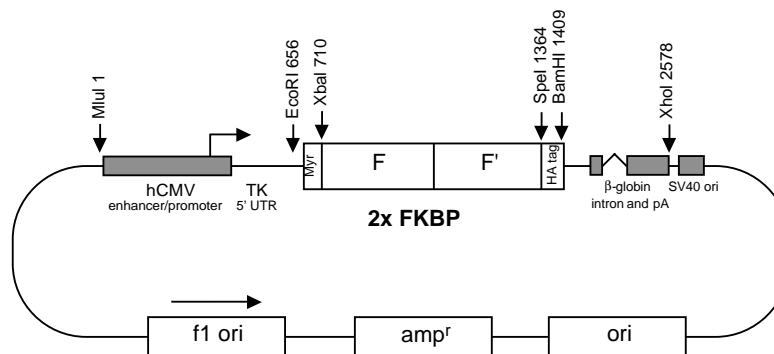 MluI 1
EcoRI 656
XbaI 710
SpeI 1364
BamHI 1409
XhoI 2578
Myr
F
F'
HA tag
hCMV
enhancer/promoter
TK
5' UTR
β-globin
intron and pA
SV40 ori
2x FKBP
f1 ori
ampʳ
ori